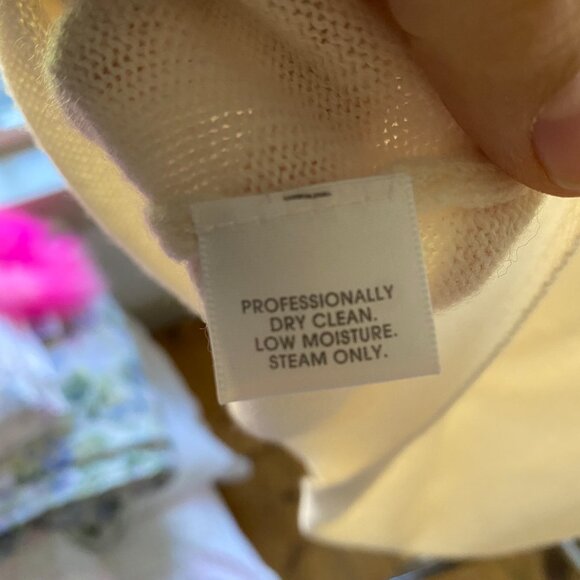 PROFESSIONALLY
DRY CLEAN.
LOW MOISTURE.
STEAM ONLY.